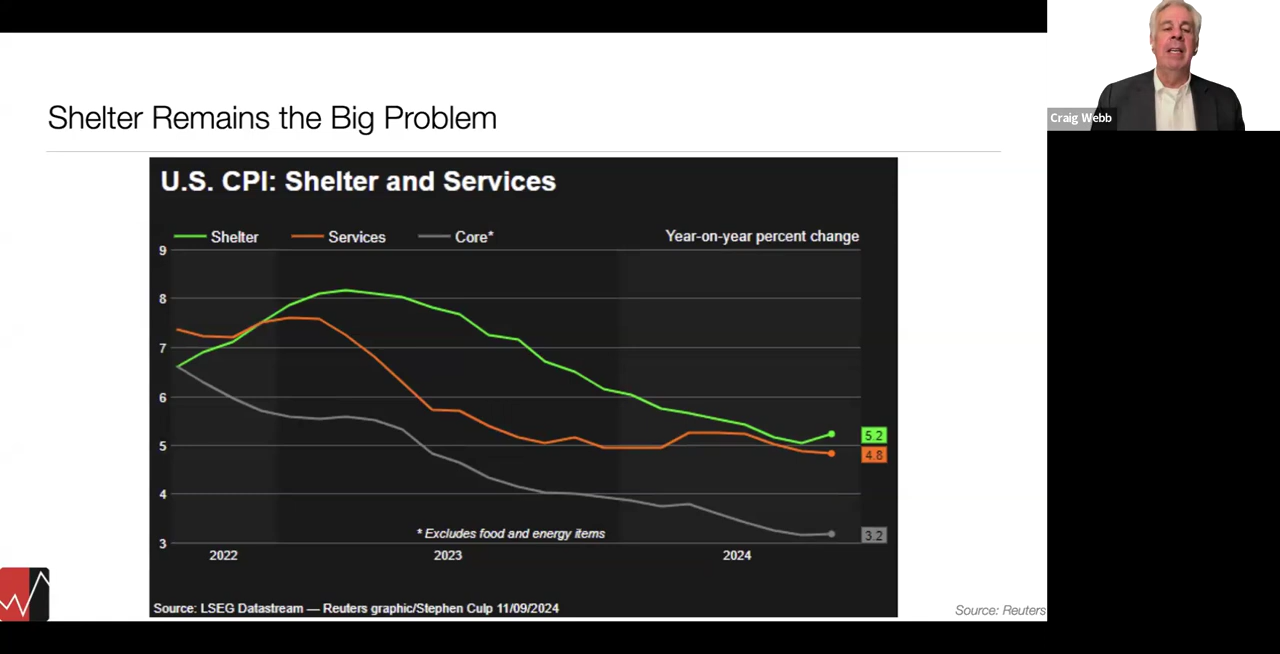 Craig Webb
Shelter Remains the Big Problem
U.S. CPI: Shelter and Services
Shelter Services Core* Year-on-year percent change
9
8
7
6
5
4
3
5.2
4.8
3.2
* Excludes food and energy items
2022 2023 2024
Source: LSEG Datastream — Reuters graphic/Stephen Culp 11/09/2024
Source: Reuters